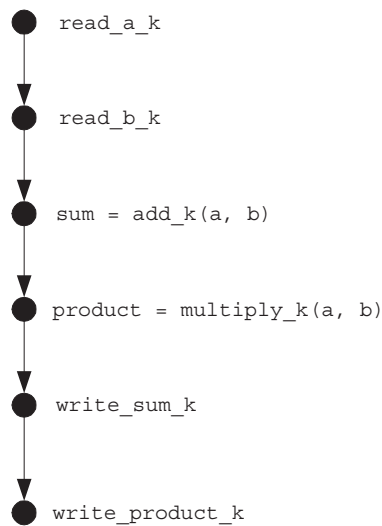 read_a_k
read_b_k
sum = add_k(a, b)
product = multiply_k(a, b)
write_sum_k
write_product_k